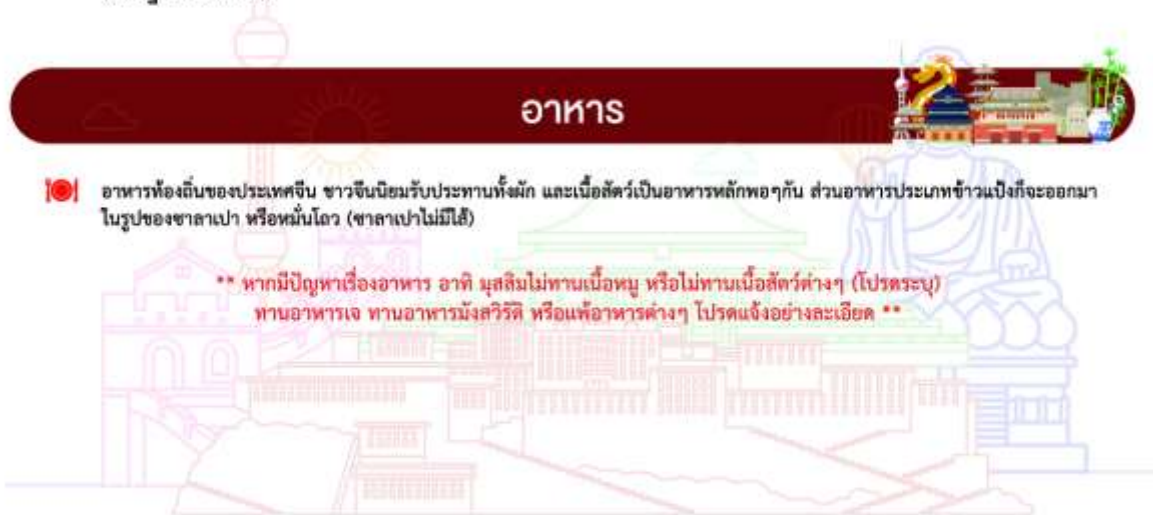 อาหาร
อาหารท้องถิ่นของประเทศจีน ชาวจีนนิยมรับประทานทั้งผัก และเนื้อสัตว์เป็นอาหารหลักพอๆกัน ส่วนอาหารประเภทข้าวแป้งก็จะออกมา
ในรูปของซาลาเปา หรือหมั่นโถว (ซาลาเปาไม่มีไส้)
** หากมีปัญหาเรื่องอาหาร อาทิ มุสลิมไม่ทานเนื้อหมู หรือไม่ทานเนื้อสัตว์ต่างๆ (โปรดระบุ)
ทานอาหารเจ ทานอาหารมังสวิรัติ หรือแพ้อาหารต่างๆ โปรดแจ้งอย่างละเอียด **